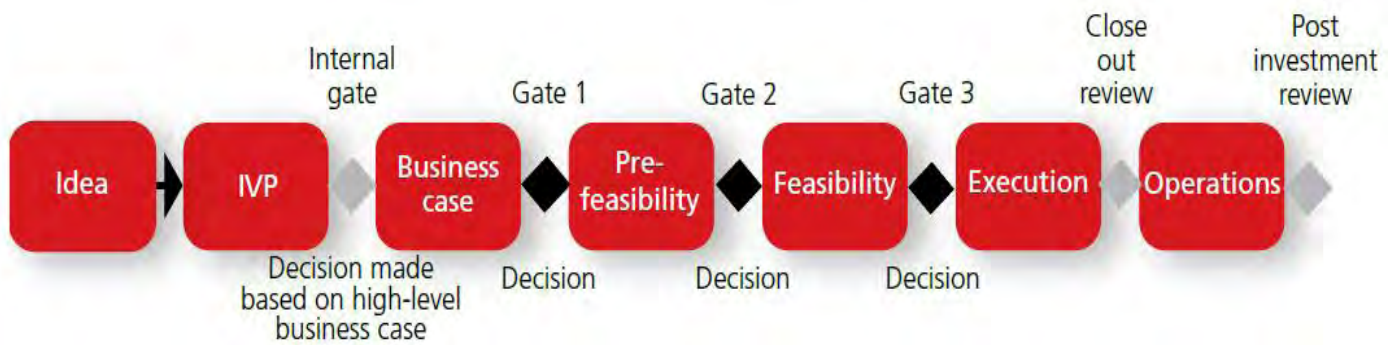 Internal
gate
Gate 1
Gate 2
Gate 3
Close
out
review
Post
investment
review
Idea
IVP
Business
case
Pre-
feasibility
Feasibility
Execution
Operations
Decision made
based on high-level
business case
Decision
Decision
Decision